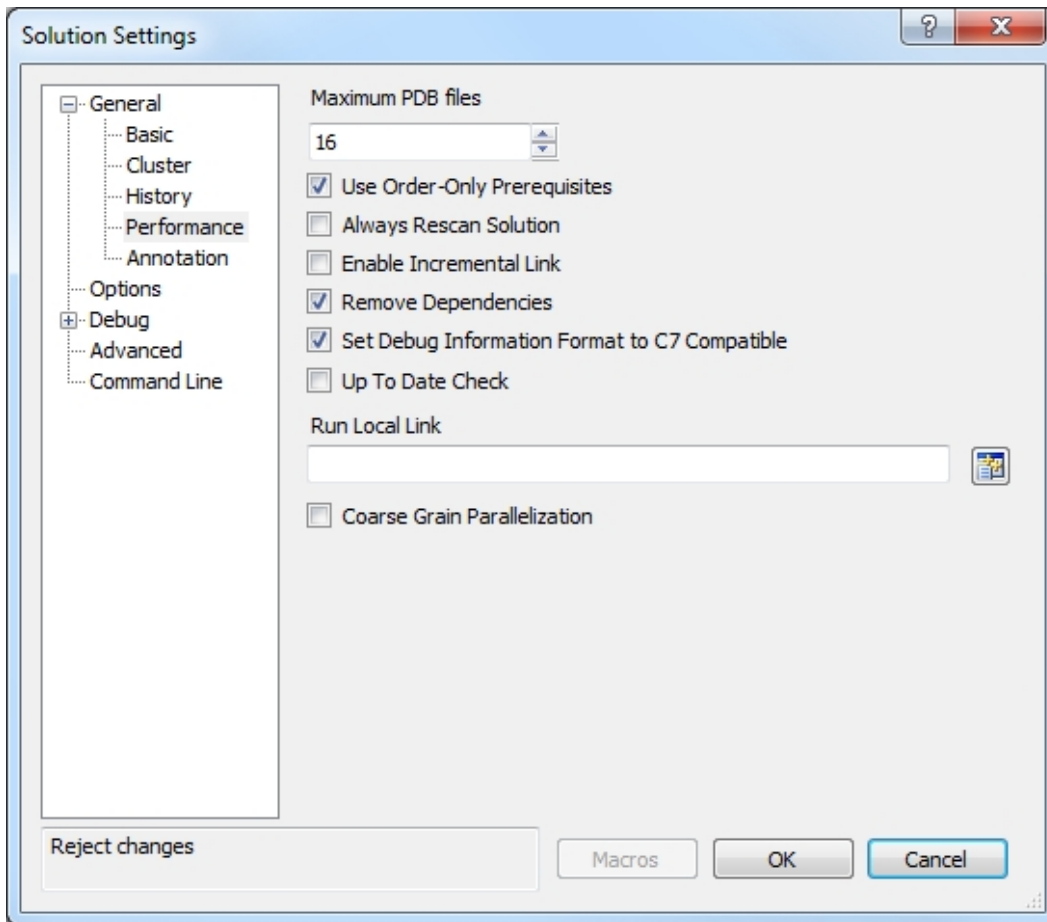 Solution Settings
General
Basic
Cluster
History
Performance
Annotation
Options
Debug
Advanced
Command Line
Maximum PDB files
16
Use Order-Only Prerequisites
Always Rescan Solution
Enable Incremental Link
Remove Dependencies
Set Debug Information Format to C7 Compatible
Up To Date Check
Run Local Link
Coarse Grain Parallelization
Reject changes
Macros
OK
Cancel